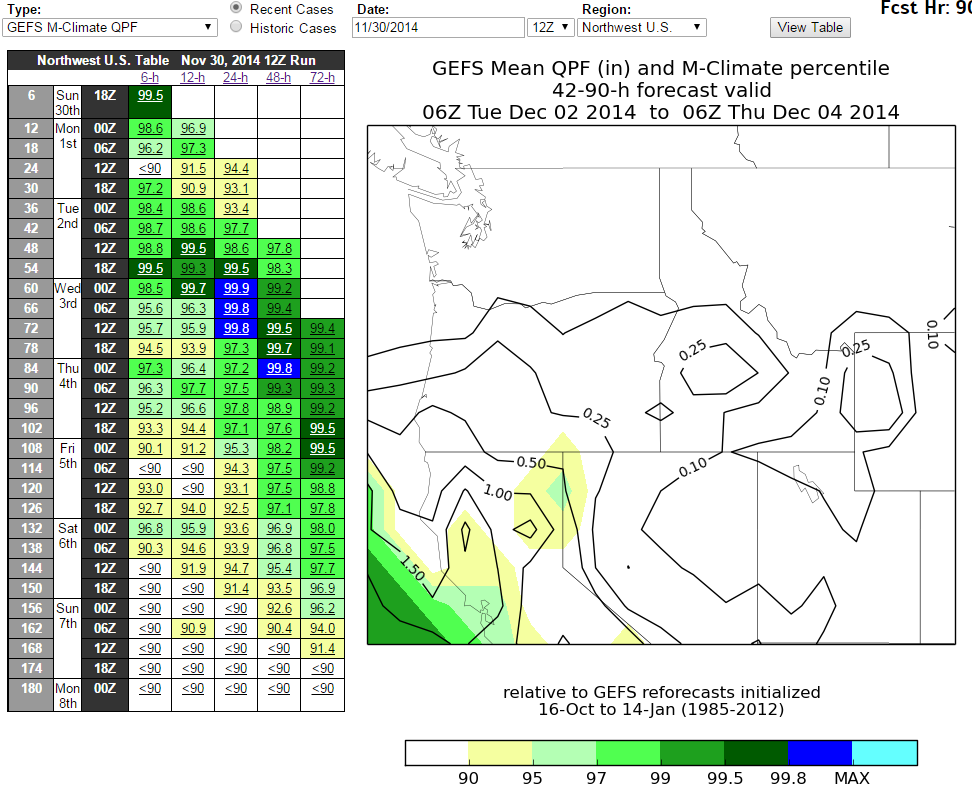 Type:
Recent Cases
Date:
Region:
Fcst Hr: 90
GEFS M-Climate QPF
Historic Cases
11/30/2014
12Z
Northwest U.S.
View Table
Northwest U.S. Table Nov 30, 2014 12Z Run
6-h 12-h 24-h 48-h 72-h
6 Sun 30th 18Z 99.5
12 Mon 1st 00Z 98.6 96.9
18 06Z 96.2 97.3
24 12Z <90 91.5 94.4
30 18Z 97.2 90.9 93.1
36 Tue 2nd 00Z 98.4 98.6 93.4
42 06Z 98.7 98.6 97.7
48 12Z 98.8 99.5 98.6 97.8
54 18Z 99.5 99.3 99.5 98.3
60 Wed 3rd 00Z 98.5 99.7 99.9 99.2
66 06Z 95.6 96.3 99.8 99.4
72 12Z 95.7 95.9 99.8 99.5 99.4
78 18Z 94.5 93.9 97.3 99.7 99.1
84 Thu 4th 00Z 97.3 96.4 97.2 99.8 99.2
90 06Z 96.3 97.7 97.5 99.3 99.3
96 12Z 95.2 96.6 97.8 98.9 99.2
102 18Z 93.3 94.4 97.1 97.6 99.5
108 Fri 5th 00Z 90.1 91.2 95.3 98.2 99.5
114 06Z <90 <90 94.3 97.5 99.2
120 12Z 93.0 <90 93.1 97.5 98.8
126 18Z 92.7 94.0 92.5 97.1 97.8
132 Sat 6th 00Z 96.8 95.9 93.6 96.9 98.0
138 06Z 90.3 94.6 93.9 96.8 97.5
144 12Z <90 91.9 94.7 95.4 97.7
150 18Z <90 <90 91.4 93.5 96.9
156 Sun 7th 00Z <90 <90 <90 92.6 96.2
162 06Z <90 90.9 <90 90.4 94.0
168 12Z <90 <90 <90 <90 91.4
174 18Z <90 <90 <90 <90 <90
180 Mon 8th 00Z <90 <90 <90 <90 <90
GEFS Mean QPF (in) and M-Climate percentile
42-90-h forecast valid
06Z Tue Dec 02 2014 to 06Z Thu Dec 04 2014
0.10
0.25
0.25
0.10
0.25
0.50
0.10
1.00
1.50
relative to GEFS reforecasts initialized
16-Oct to 14-Jan (1985-2012)
90 95 97 99 99.5 99.8 MAX